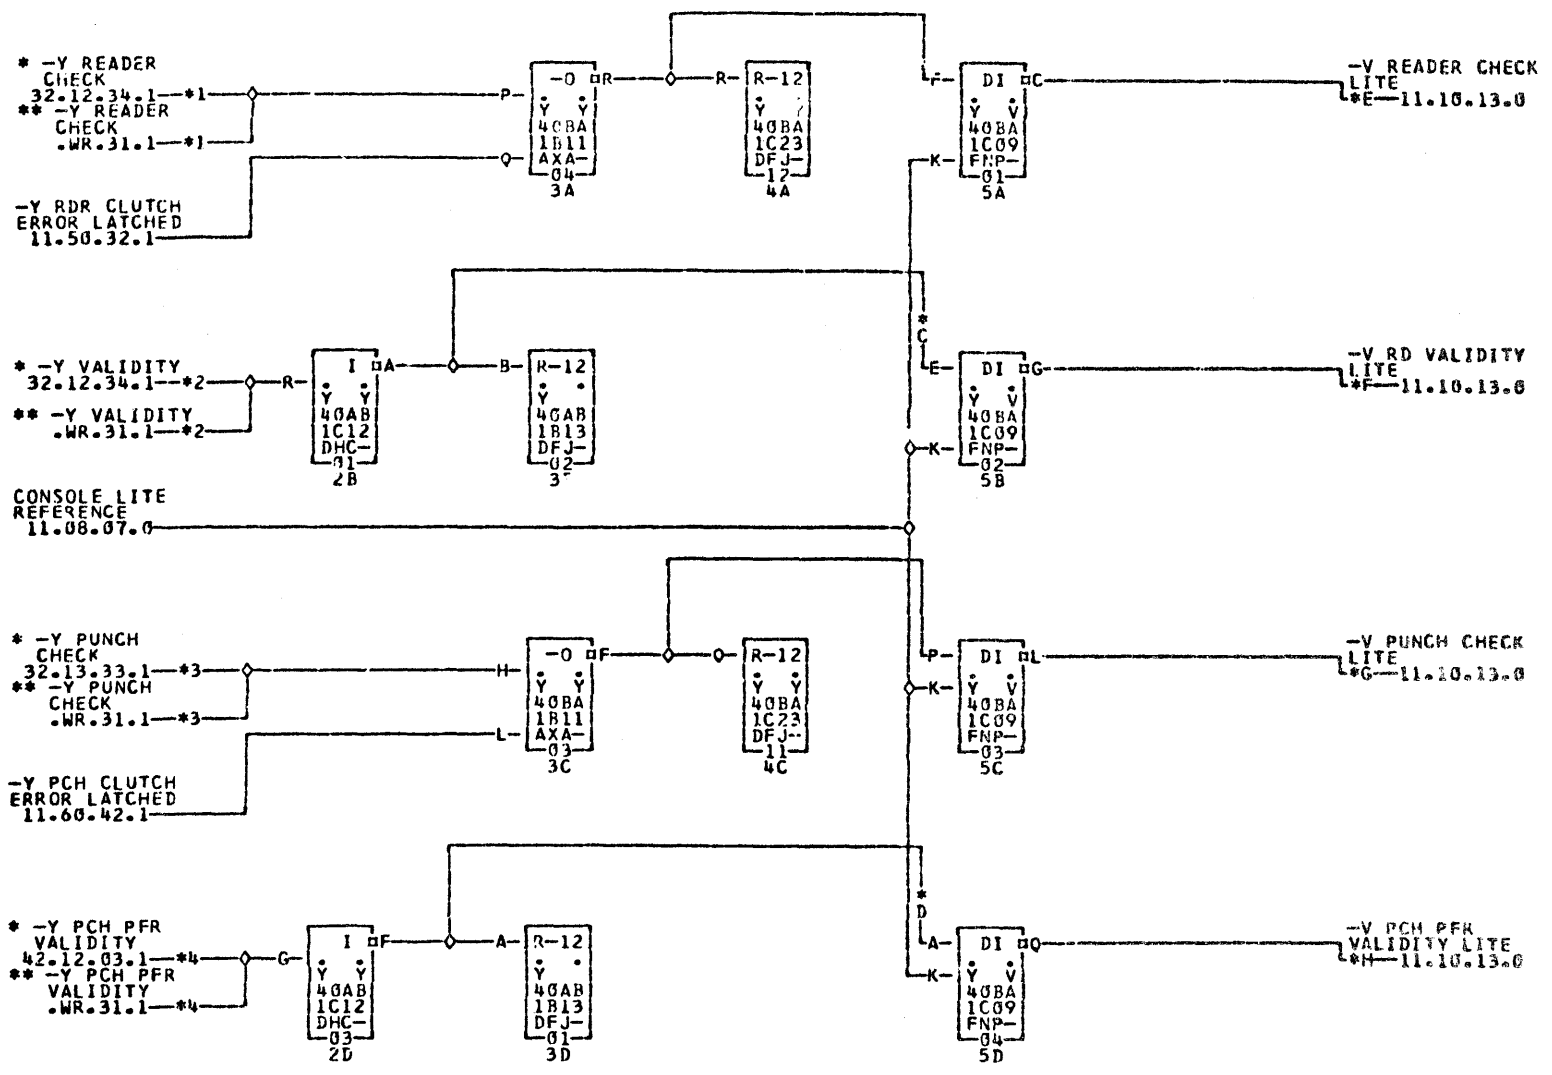 * -Y READER
CHECK
32.12.34.1—*1
** -Y READER
CHECK
.WR.31.1—*1
-Y RDR CLUTCH
ERROR LATCHED
11.50.32.1
P
Q
-O R
Y Y
40BA
1B11
AXA-
04
3A
R
R-12
Y
40BA
1C23
DFJ-
12
4A
F
K
DI C
Y V
40BA
1C09
FNP-
01
5A
-V READER CHECK
LITE
*E—11.10.13.0
* -Y VALIDITY
32.12.34.1—*2
** -Y VALIDITY
.WR.31.1—*2
R
I A
Y Y
40AB
1C12
DHC-
01
2B
B
R-12
Y
40AB
1B13
DFJ-
02
3
*
C
E
K
DI G
Y V
40BA
1C09
FNP-
02
5B
-V RD VALIDITY
LITE
*F—11.10.13.0
CONSOLE LITE
REFERENCE
11.08.07.0
* -Y PUNCH
CHECK
32.13.33.1—*3
** -Y PUNCH
CHECK
.WR.31.1—*3
-Y PCH CLUTCH
ERROR LATCHED
11.60.42.1
H
L
-O F
Y Y
40BA
1B11
AXA-
03
3C
Q
R-12
Y Y
40BA
1C23
DFJ-
11
4C
P
K
DI L
Y V
40BA
1C09
FNP-
03
5C
-V PUNCH CHECK
LITE
*G—11.10.13.0
* -Y PCH PFR
VALIDITY
42.12.03.1—*4
** -Y PCH PFR
VALIDITY
.WR.31.1—*4
G
I F
Y Y
40AB
1C12
DHC-
03
2D
A
R-12
Y
40AB
1B13
DFJ-
01
3D
*
D
A
K
DI Q
Y V
40BA
1C09
FNP-
04
5D
-V PCH PFR
VALIDITY LITE
*H—11.10.13.0